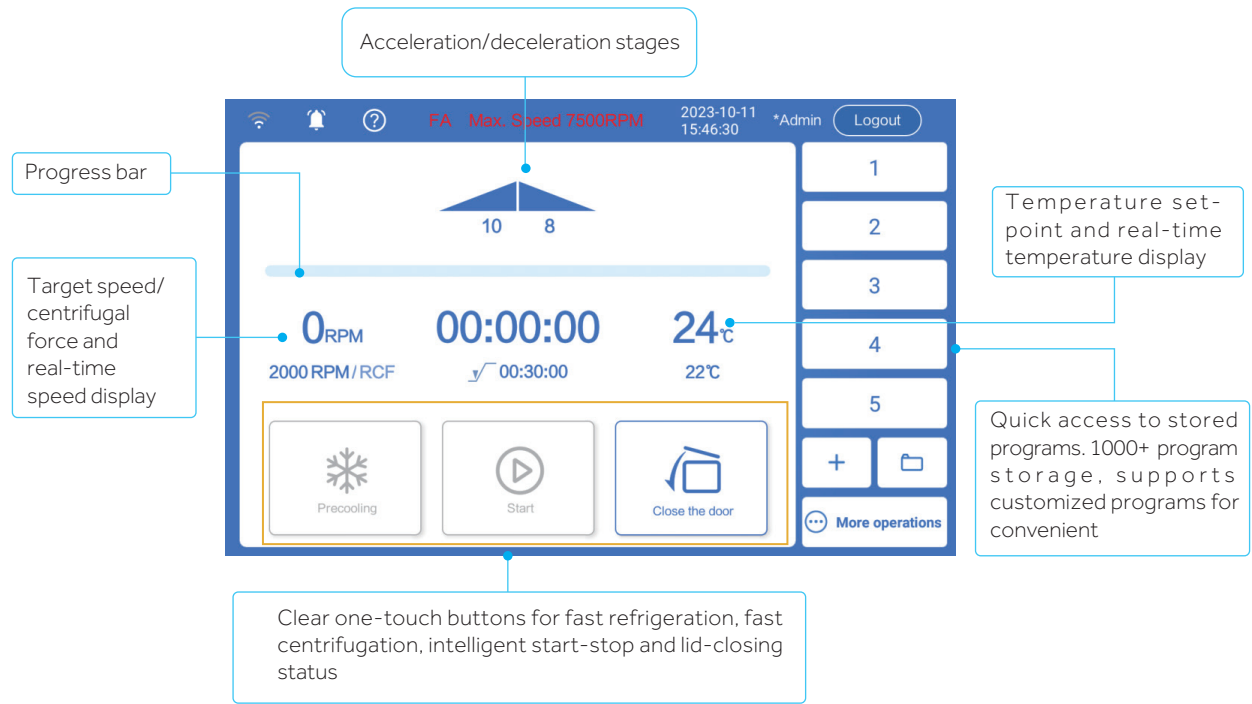 Acceleration/deceleration stages
FA Max. Speed 7500RPM
2023-10-11
15:46:30
*Admin
Logout
Progress bar
10 8
1
2
3
4
5
Temperature set-
point and real-time
temperature display
Target speed/
centrifugal
force and
real-time
speed display
0RPM
00:00:00
24℃
2000 RPM/RCF
00:30:00
22℃
Precooling
Start
Close the door
+
More operations
Quick access to stored
programs. 1000+ program
storage, supports
customized programs for
convenient
Clear one-touch buttons for fast refrigeration, fast
centrifugation, intelligent start-stop and lid-closing
status